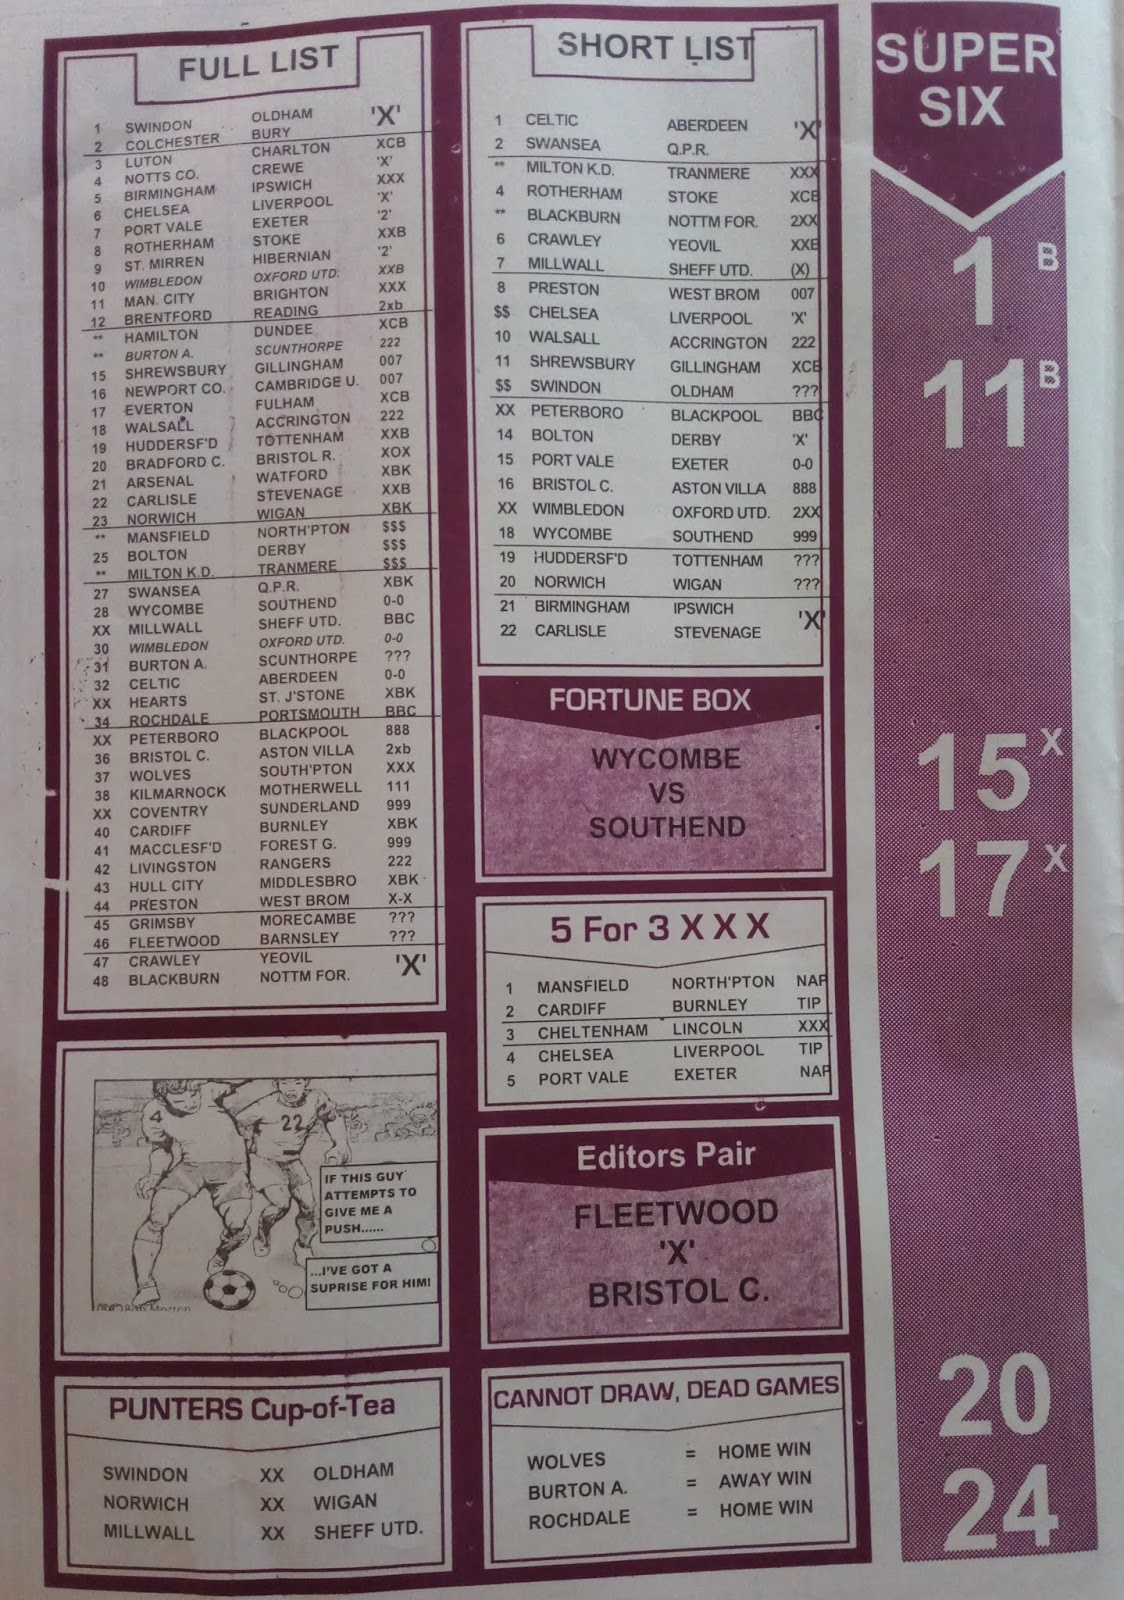 FULL LIST
1 SWINDON OLDHAM 'X'
2 COLCHESTER BURY
3 LUTON CHARLTON XCB
4 NOTTS CO. CREWE 'X'
5 BIRMINGHAM IPSWICH XXX
6 CHELSEA LIVERPOOL 'X'
7 PORT VALE EXETER '2'
8 ROTHERHAM STOKE XXB
9 ST. MIRREN HIBERNIAN '2'
10 WIMBLEDON OXFORD UTD. XXB
11 MAN. CITY BRIGHTON XXX
12 BRENTFORD READING 2xb
** HAMILTON DUNDEE XCB
** BURTON A. SCUNTHORPE 222
15 SHREWSBURY GILLINGHAM 007
16 NEWPORT CO. CAMBRIDGE U. 007
17 EVERTON FULHAM XCB
18 WALSALL ACCRINGTON 222
19 HUDDERSF'D TOTTENHAM XXB
20 BRADFORD C. BRISTOL R. XOX
21 ARSENAL WATFORD XBK
22 CARLISLE STEVENAGE XXB
23 NORWICH WIGAN XBK
** MANSFIELD NORTH'PTON $$$
25 BOLTON DERBY $$$
** MILTON K.D. TRANMERE $$$
27 SWANSEA Q.P.R. XBK
28 WYCOMBE SOUTHEND 0-0
XX MILLWALL SHEFF UTD. BBC
30 WIMBLEDON OXFORD UTD. 0-0
31 BURTON A. SCUNTHORPE ???
32 CELTIC ABERDEEN 0-0
XX HEARTS ST. J'STONE XBK
34 ROCHDALE PORTSMOUTH BBC
XX PETERBORO BLACKPOOL 888
36 BRISTOL C. ASTON VILLA 2xb
37 WOLVES SOUTH'PTON XXX
38 KILMARNOCK MOTHERWELL 111
XX COVENTRY SUNDERLAND 999
40 CARDIFF BURNLEY XBK
41 MACCLESF'D FOREST G. 999
42 LIVINGSTON RANGERS 222
43 HULL CITY MIDDLESBRO XBK
44 PRESTON WEST BROM X-X
45 GRIMSBY MORECAMBE ???
46 FLEETWOOD BARNSLEY ???
47 CRAWLEY YEOVIL 'X'
48 BLACKBURN NOTTM FOR.
IF THIS GUY
ATTEMPTS TO
GIVE ME A
PUSH......
...I'VE GOT A
SUPRISE FOR HIM!
4
22
PUNTERS Cup-of-Tea
SWINDON XX OLDHAM
NORWICH XX WIGAN
MILLWALL XX SHEFF UTD.
SHORT LIST
1 CELTIC ABERDEEN 'X'
2 SWANSEA Q.P.R.
** MILTON K.D. TRANMERE XXX
4 ROTHERHAM STOKE XCB
** BLACKBURN NOTTM FOR. 2XX
6 CRAWLEY YEOVIL XXB
7 MILLWALL SHEFF UTD. (X)
8 PRESTON WEST BROM 007
$$ CHELSEA LIVERPOOL 'X'
10 WALSALL ACCRINGTON 222
11 SHREWSBURY GILLINGHAM XCB
$$ SWINDON OLDHAM ???
XX PETERBORO BLACKPOOL BBC
14 BOLTON DERBY 'X'
15 PORT VALE EXETER 0-0
16 BRISTOL C. ASTON VILLA 888
XX WIMBLEDON OXFORD UTD. 2XX
18 WYCOMBE SOUTHEND 999
19 HUDDERSF'D TOTTENHAM ???
20 NORWICH WIGAN ???
21 BIRMINGHAM IPSWICH 'X'
22 CARLISLE STEVENAGE
FORTUNE BOX
WYCOMBE
VS
SOUTHEND
5 For 3 X X X
1 MANSFIELD NORTH'PTON NAP
2 CARDIFF BURNLEY TIP
3 CHELTENHAM LINCOLN XXX
4 CHELSEA LIVERPOOL TIP
5 PORT VALE EXETER NAP
Editors Pair
FLEETWOOD
'X'
BRISTOL C.
CANNOT DRAW, DEAD GAMES
WOLVES = HOME WIN
BURTON A. = AWAY WIN
ROCHDALE = HOME WIN
SUPER
SIX
1 B
11 B
15 X
17 X
20
24